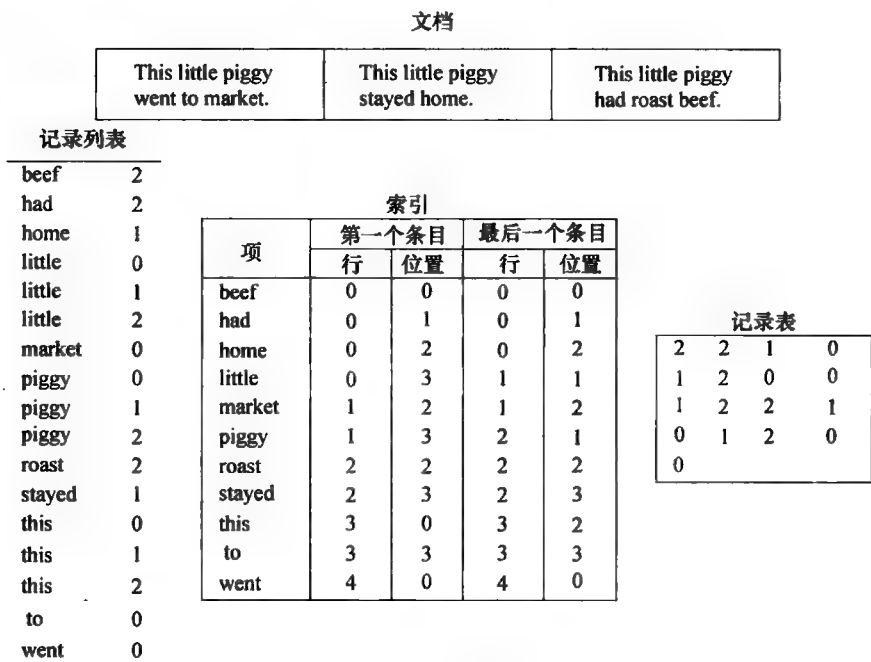 文档
This little piggy went to market.
This little piggy stayed home.
This little piggy had roast beef.
记录列表
beef 2
had 2
home 1
little 0
little 1
little 2
market 0
piggy 0
piggy 1
piggy 2
roast 2
stayed 1
this 0
this 1
this 2
to 0
went 0
索引
项 第一个条目 最后一个条目
行 位置 行 位置
beef 0 0 0 0
had 0 1 0 1
home 0 2 0 2
little 0 3 1 1
market 1 2 1 2
piggy 1 3 2 1
roast 2 2 2 2
stayed 2 3 2 3
this 3 0 3 2
to 3 3 3 3
went 4 0 4 0
记录表
2 2 1 0
1 2 0 0
1 2 2 1
0 1 2 0
0